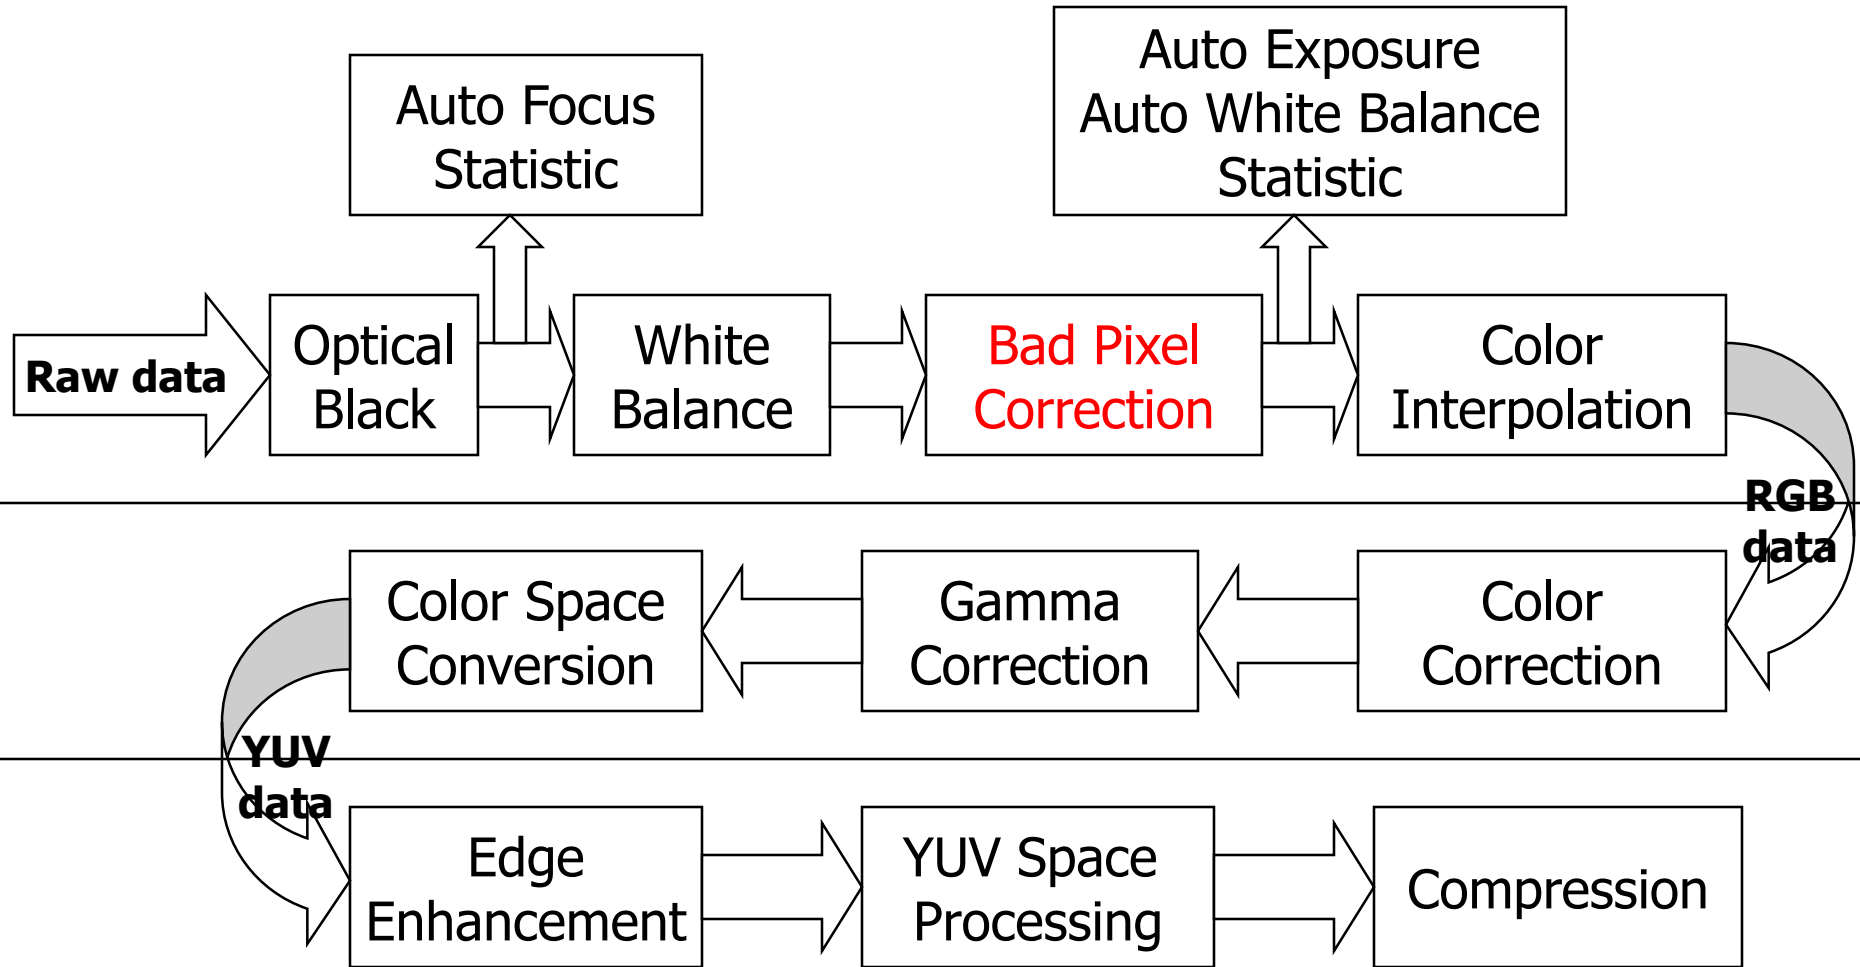 Auto Focus
Statistic
Auto Exposure
Auto White Balance
Statistic
Raw data
Optical
Black
White
Balance
Bad Pixel
Correction
Color
Interpolation
RGB
data
Color Space
Conversion
Gamma
Correction
Color
Correction
YUV
data
Edge
Enhancement
YUV Space
Processing
Compression